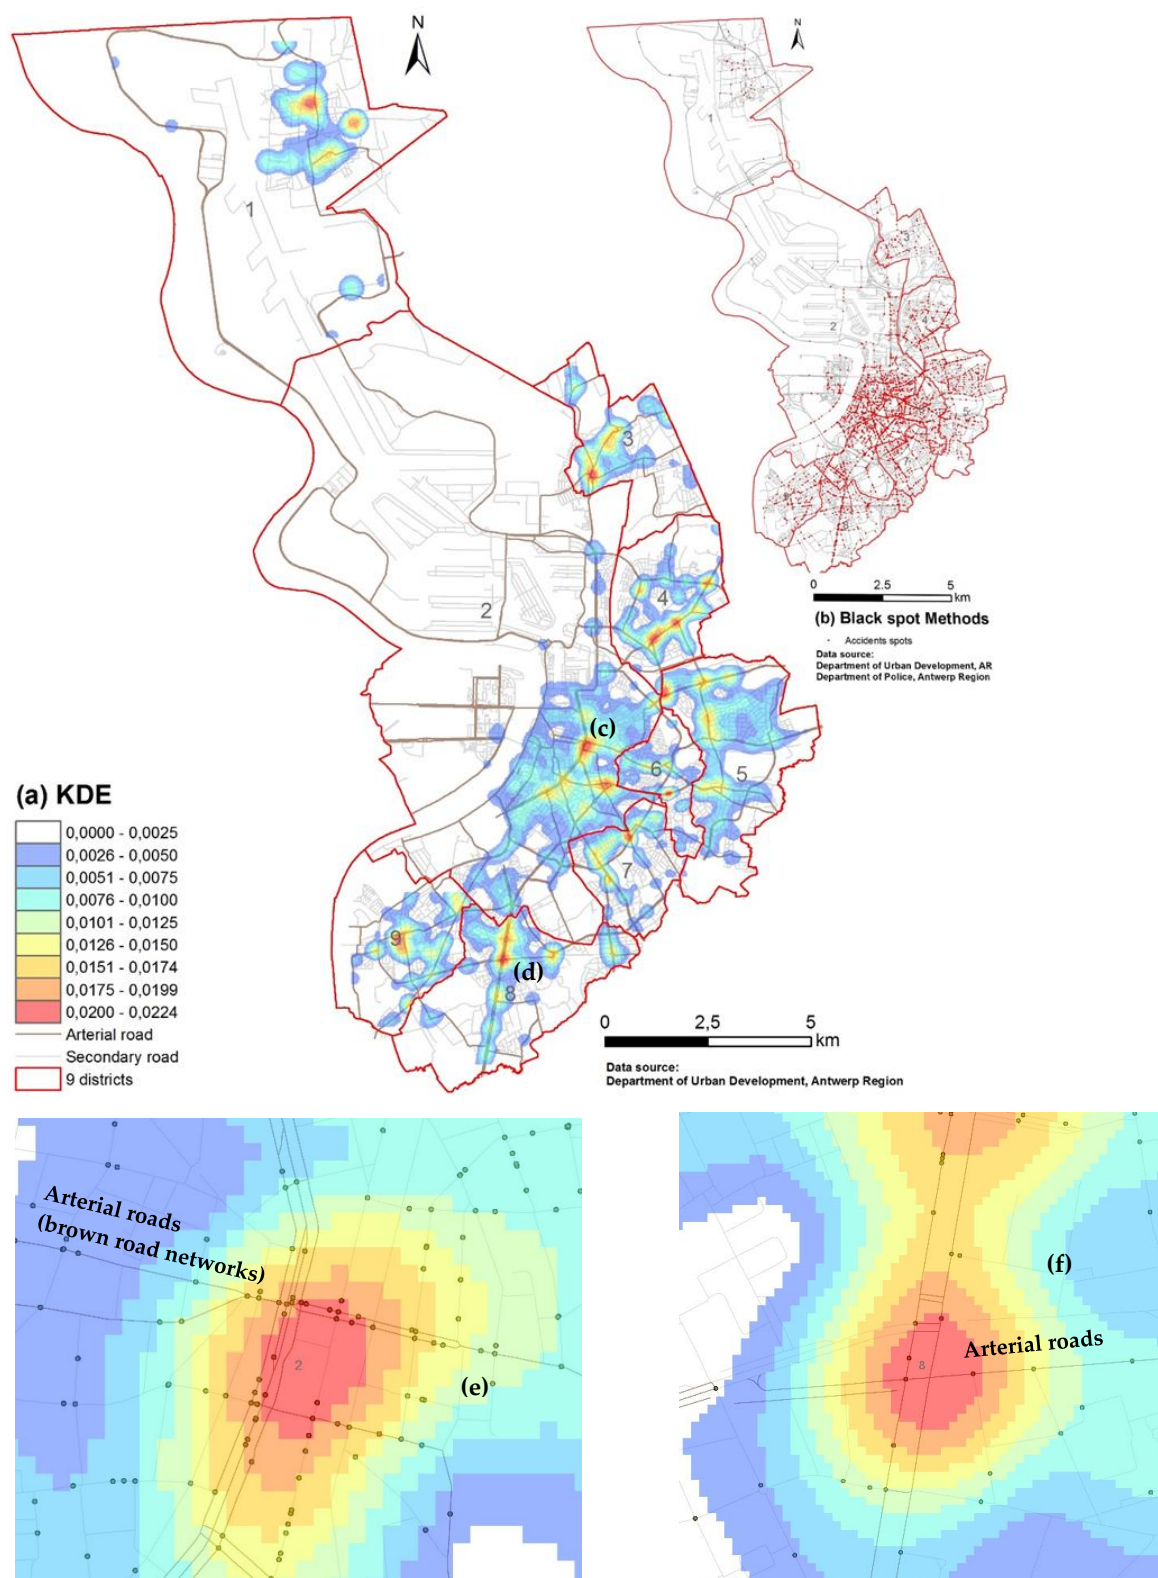 N
N
1
1
3
3
2
4
4
2
5
0 2.5 5
km
(b) Black spot Methods
Accidents spots
Data source:
Department of Urban Development, AR
Department of Police, Antwerp Region
(c)
6
5
(a) KDE
0,0000 - 0,0025
0,0026 - 0,0050
0,0051 - 0,0075
0,0076 - 0,0100
0,0101 - 0,0125
0,0126 - 0,0150
0,0151 - 0,0174
0,0175 - 0,0199
0,0200 - 0,0224
Arterial road
Secondary road
9 districts
7
9
(d)
8
8
0 2,5 5
km
Data source:
Department of Urban Development, Antwerp Region
Arterial roads
(brown road networks)
2
(e)
(f)
Arterial roads
8